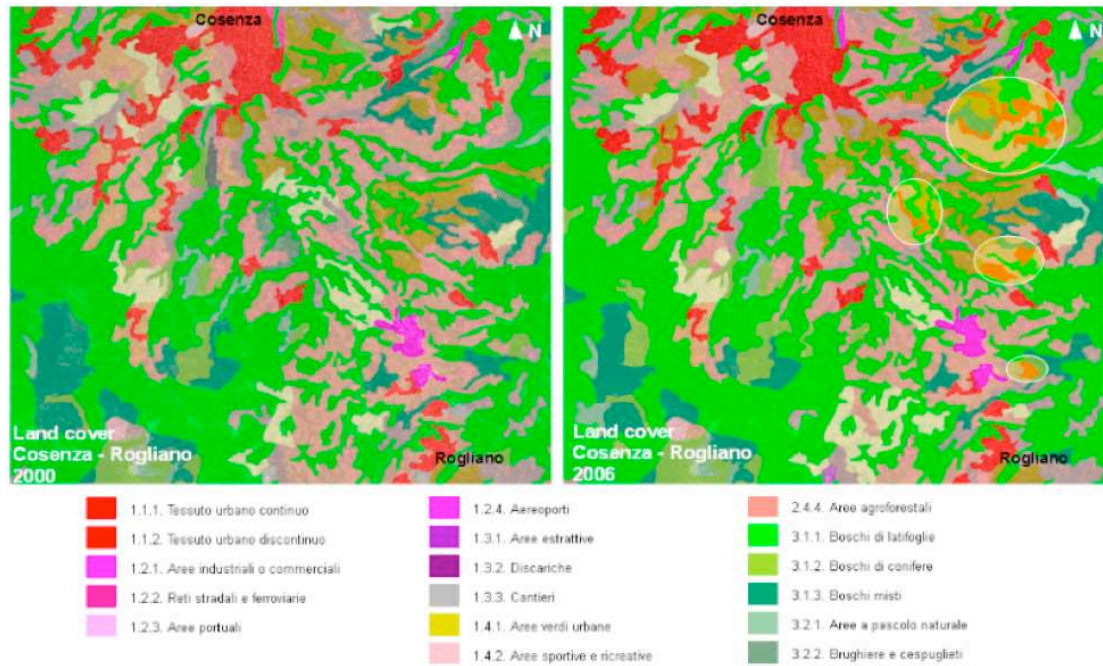 Cosenza
N
Land cover
Cosenza - Rogliano
2000
Rogliano
Cosenza
N
Land cover
Cosenza - Rogliano
2006
Rogliano
1.1.1. Tessuto urbano continuo
1.1.2. Tessuto urbano discontinuo
1.2.1. Aree industriali o commerciali
1.2.2. Reti stradali e ferroviarie
1.2.3. Aree portuali
1.2.4. Aereoporti
1.3.1. Aree estrattive
1.3.2. Discariche
1.3.3. Cantieri
1.4.1. Aree verdi urbane
1.4.2. Aree sportive e ricreative
2.4.4. Aree agroforestali
3.1.1. Boschi di latifoglie
3.1.2. Boschi di conifere
3.1.3. Boschi misti
3.2.1. Aree a pascolo naturale
3.2.2. Brughiere e cespuglieti